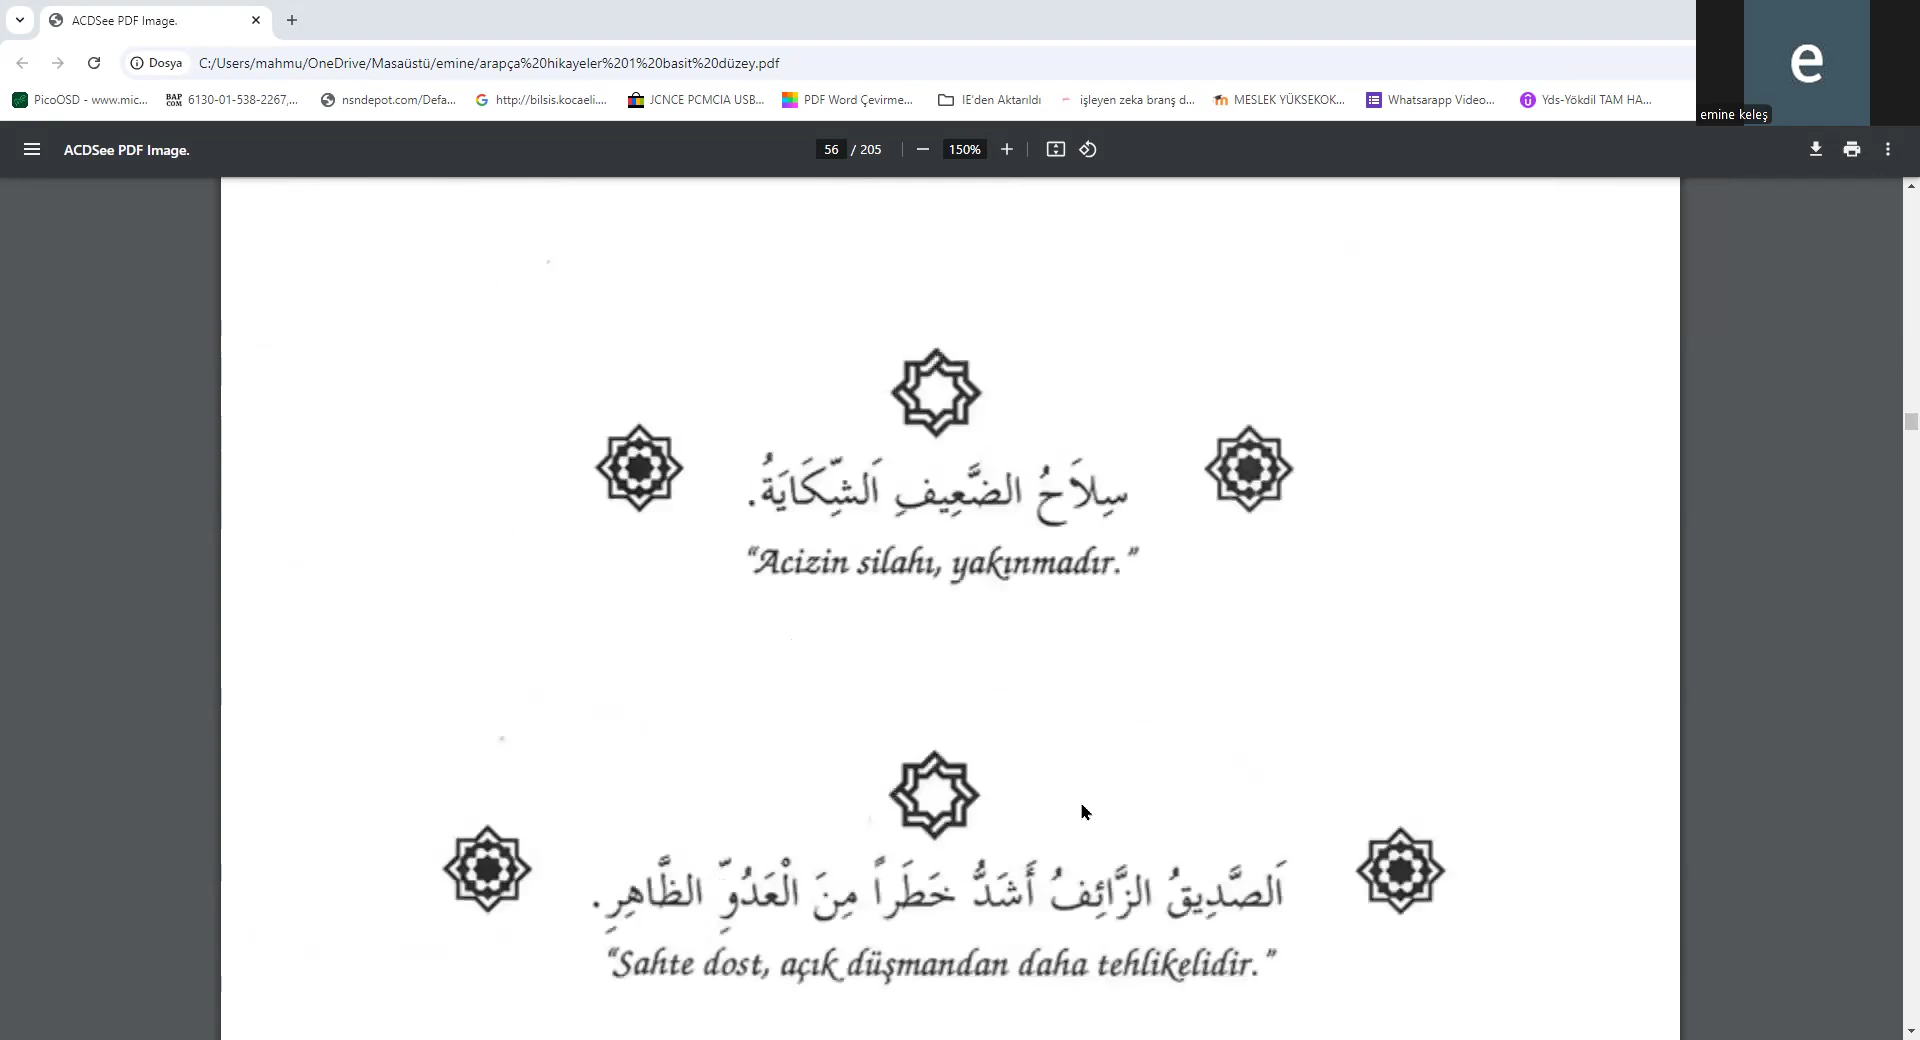 ACDSee PDF Image.
Dosya
C:/Users/mahmu/OneDrive/Masaüstü/emine/arapça%20hikayeler%201%20basit%20düzey.pdf
PicoOSD - www.mic...
BAP COM 6130-01-538-2267,...
nsndepot.com/Defa...
http://bilsis.kocaeli....
JCNCE PCMCIA USB...
PDF Word Çevirme...
IE'den Aktarıldı
işleyen zeka branş d...
MESLEK YÜKSEKOK...
Whatsarapp Video...
Yds-Yökdil TAM HA...
e
emine keleş
ACDSee PDF Image.
56 / 205
150%
سِلاَحُ الضَّعِيفِ اَلشِّكَايَةُ.
“Acizin silahı, yakınmadır.”
اَلصَّدِيقُ الزَّائِفُ أَشَدُّ خَطَراً مِنَ الْعَدُوِّ الظَّاهِرِ.
“Sahte dost, açık düşmandan daha tehlikelidir.”